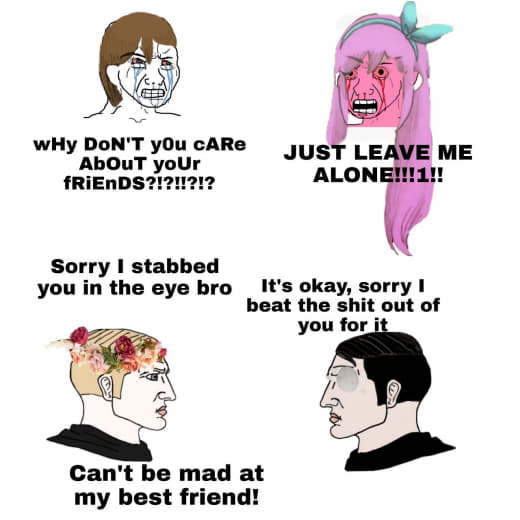 wHy DoN'T y0u cARe
AbOuT yoUr
fRiEnDS?!?!!?!?
JUST LEAVE ME
ALONE!!!1!!
Sorry I stabbed
you in the eye bro
It's okay, sorry I
beat the shit out of
you for it
Can't be mad at
my best friend!